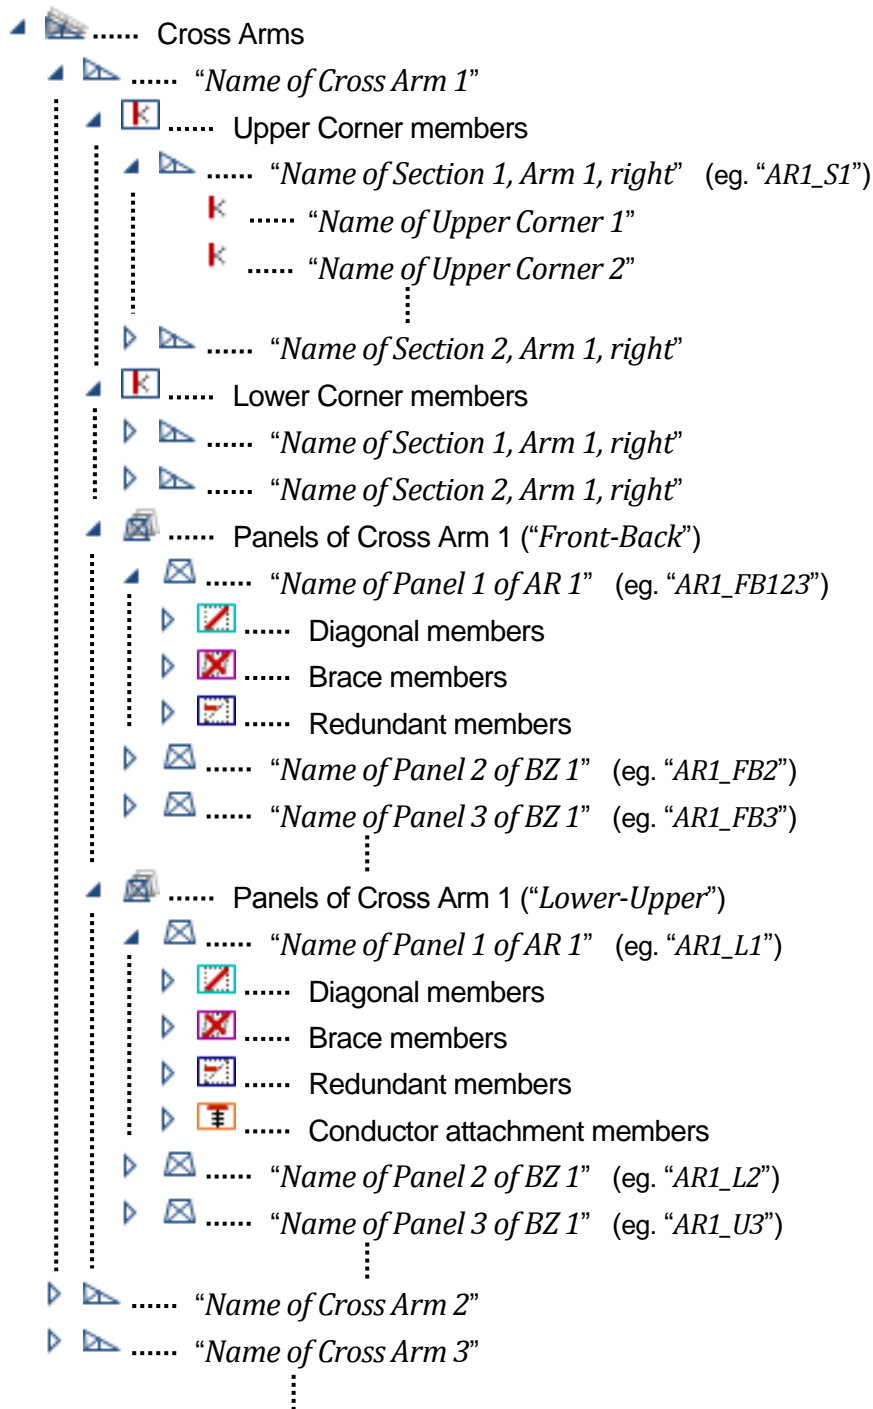 Cross Arms
“Name of Cross Arm 1”
Upper Corner members
“Name of Section 1, Arm 1, right” (eg. “AR1_S1”)
“Name of Upper Corner 1”
“Name of Upper Corner 2”
“Name of Section 2, Arm 1, right”
Lower Corner members
“Name of Section 1, Arm 1, right”
“Name of Section 2, Arm 1, right”
Panels of Cross Arm 1 (“Front-Back”)
“Name of Panel 1 of AR 1” (eg. “AR1_FB123”)
Diagonal members
Brace members
Redundant members
“Name of Panel 2 of BZ 1” (eg. “AR1_FB2”)
“Name of Panel 3 of BZ 1” (eg. “AR1_FB3”)
Panels of Cross Arm 1 (“Lower-Upper”)
“Name of Panel 1 of AR 1” (eg. “AR1_L1”)
Diagonal members
Brace members
Redundant members
Conductor attachment members
“Name of Panel 2 of BZ 1” (eg. “AR1_L2”)
“Name of Panel 3 of BZ 1” (eg. “AR1_U3”)
“Name of Cross Arm 2”
“Name of Cross Arm 3”